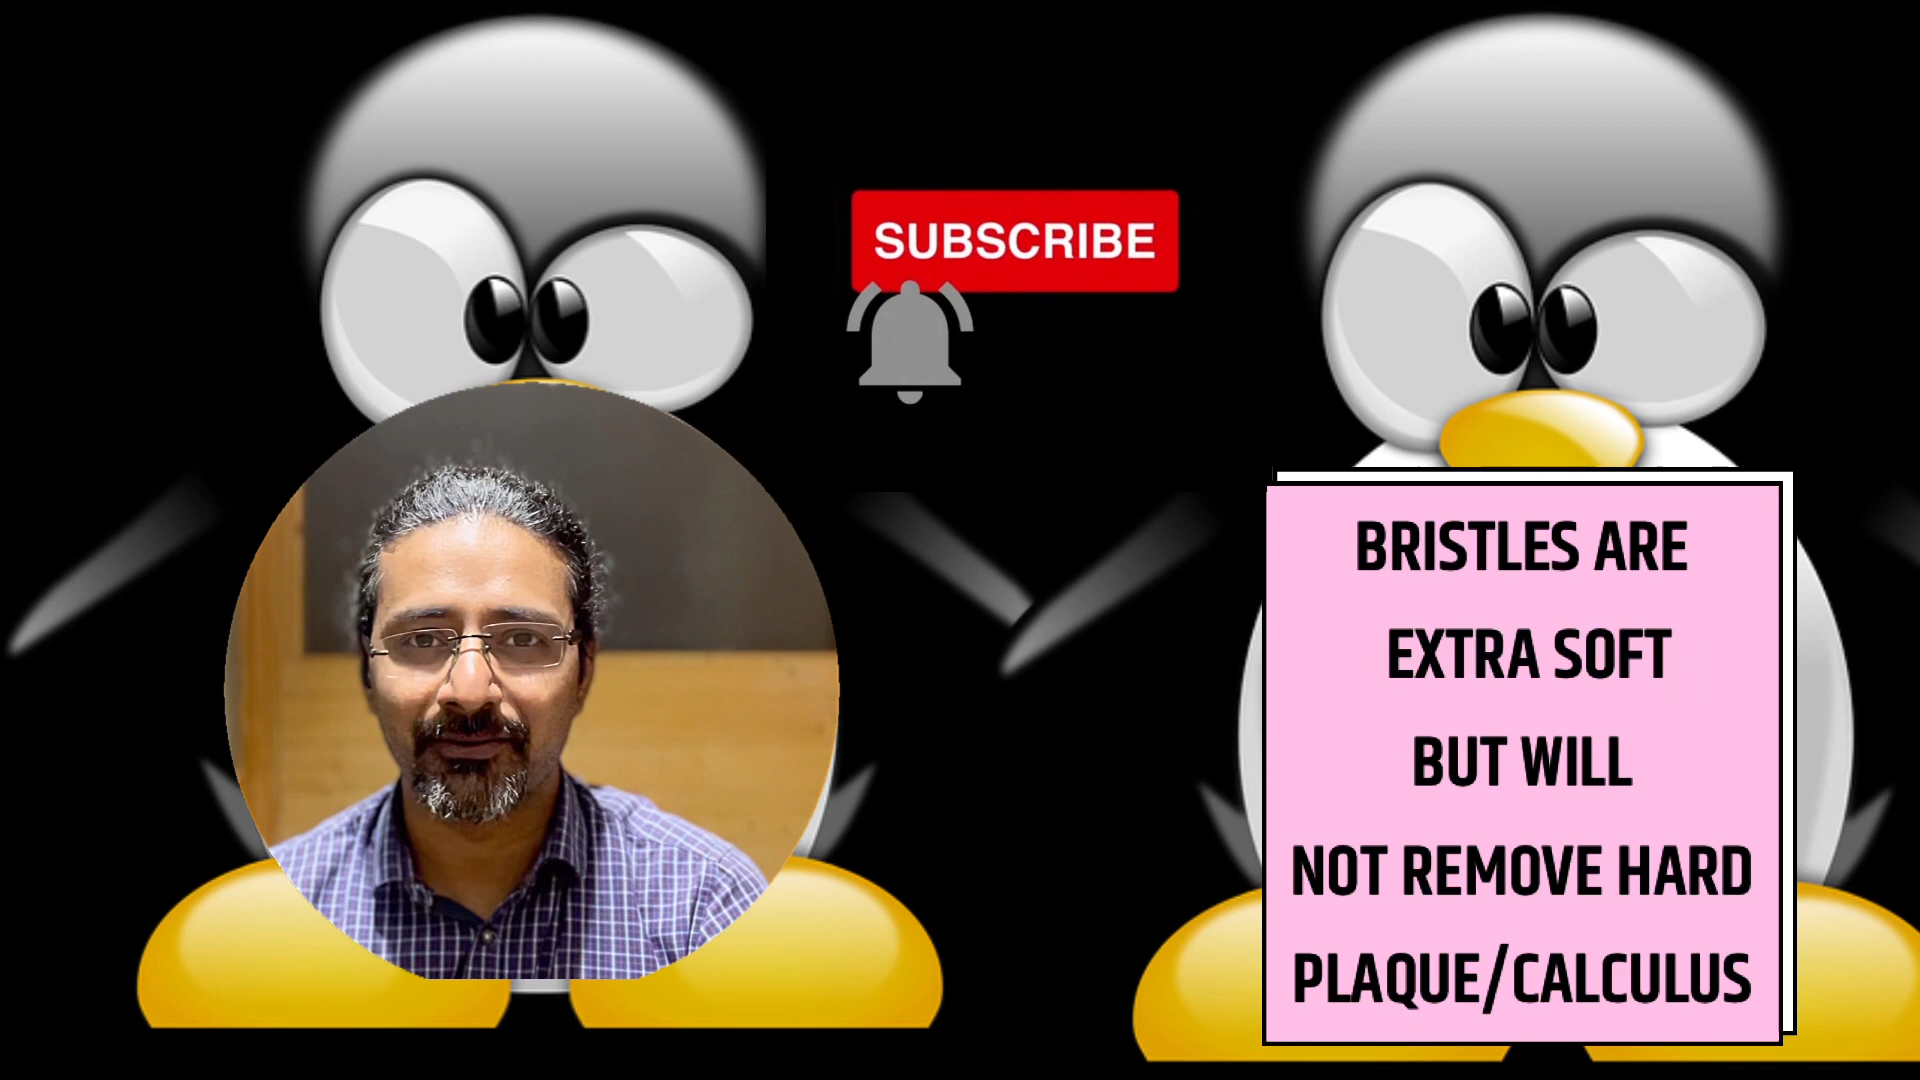 SUBSCRIBE
BRISTLES ARE
EXTRA SOFT
BUT WILL
NOT REMOVE HARD
PLAQUE/CALCULUS